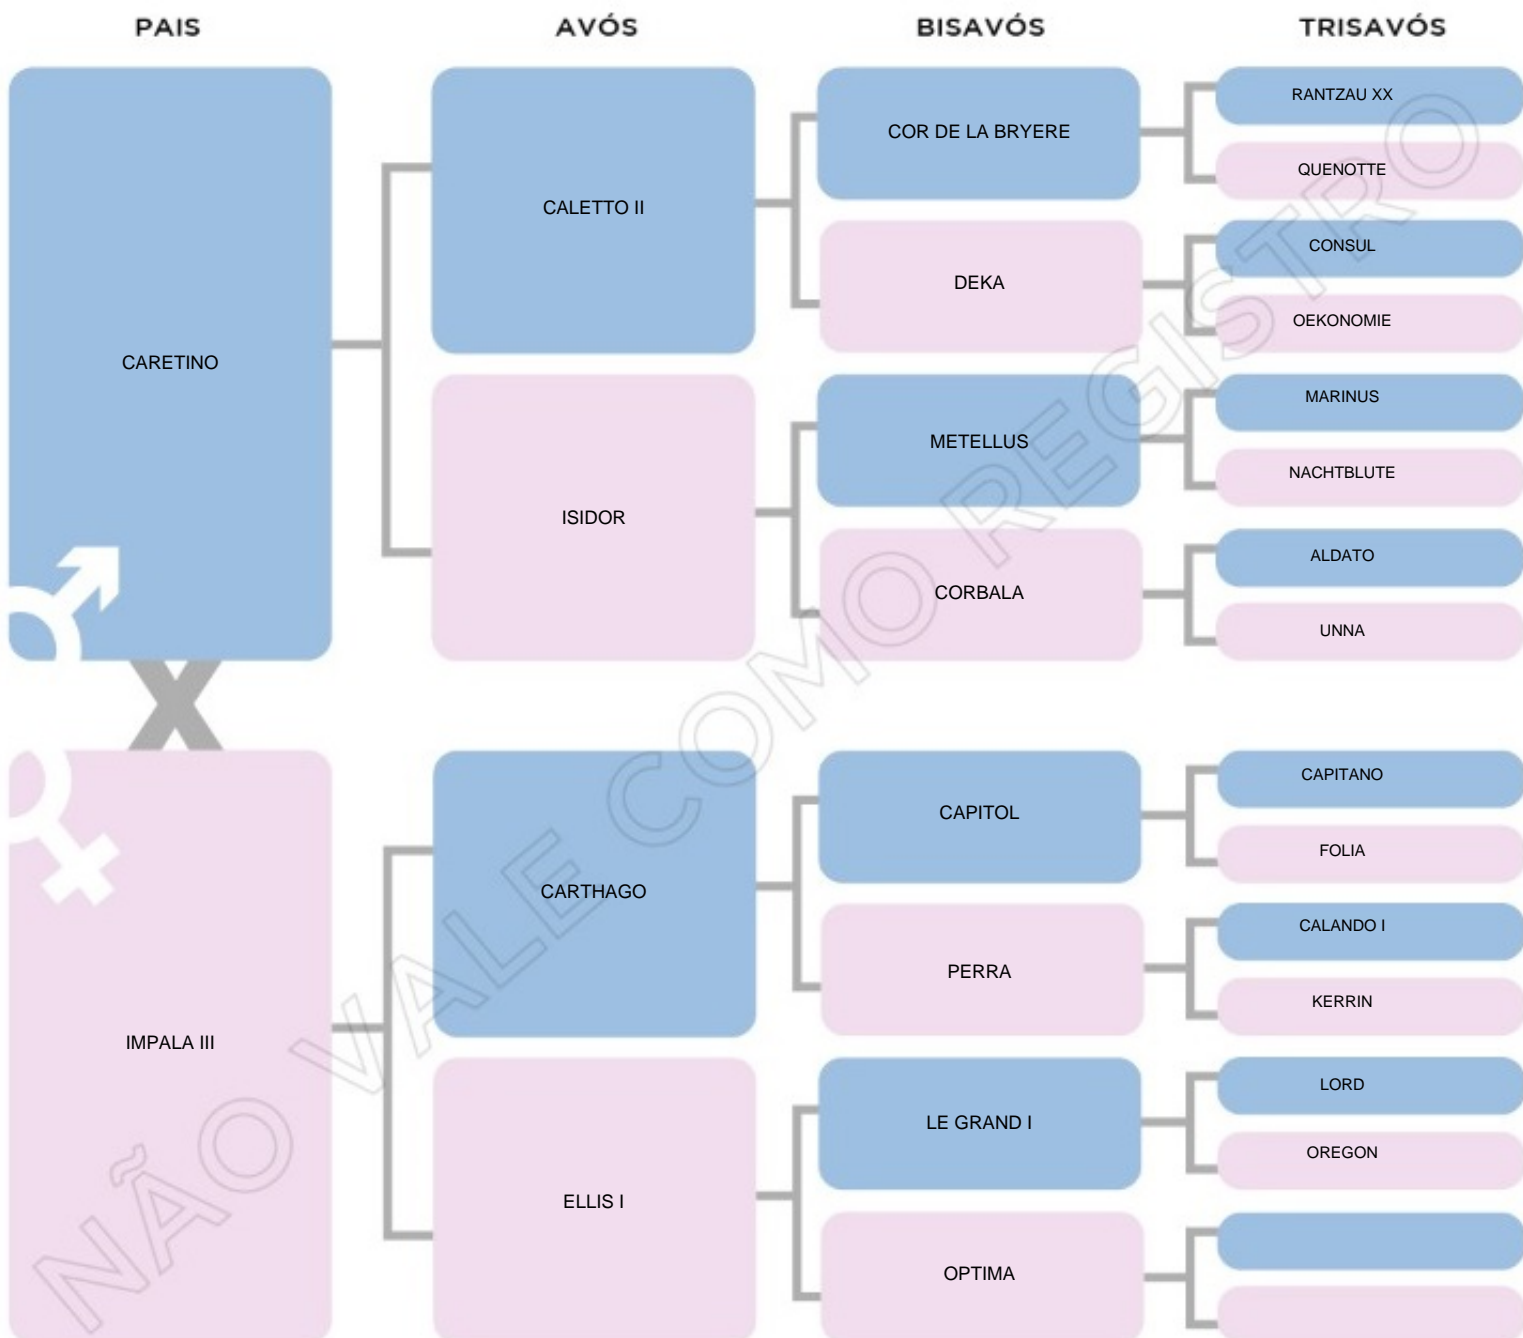 PAIS
AVÓS
BISAVÓS
TRISAVÓS
CARETINO
CALETTO II
ISIDOR
COR DE LA BRYERE
DEKA
METELLUS
CORBALA
RANTZAU XX
QUENOTTE
CONSUL
OEKONOMIE
MARINUS
NACHTBLUTE
ALDATO
UNNA
X
IMPALA III
CARTHAGO
ELLIS I
CAPITOL
PERRA
LE GRAND I
OPTIMA
CAPITANO
FOLIA
CALANDO I
KERRIN
LORD
OREGON
NÃO VALE COMO REGISTRO